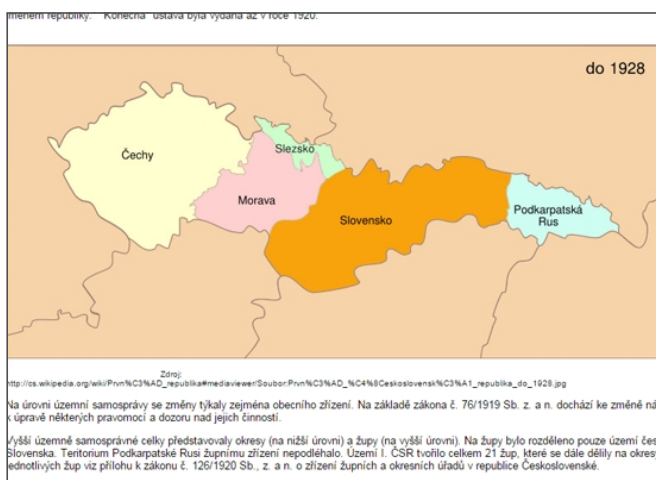 jménem republiky. "Konečná" ústava byla vydána až v roce 1920.
do 1928
Čechy
Slezsko
Morava
Slovensko
Podkarpatská
Rus
Zdroj:
http://cs.wikipedia.org/wiki/Prvn%C3%AD_republika#mediaviewer/Soubor:Prvn%C3%AD_%C4%8Ceskoslovensk%C3%A1_republika_do_1928.jpg
Na úrovni územní samosprávy se změny týkaly zejména obecního zřízení. Na základě zákona č. 76/1919 Sb. z. a n. dochází ke změně ná
k úpravě některých pravomocí a dozoru nad jejich činností.
Vyšší územně samosprávné celky představovaly okresy (na nižší úrovni) a župy (na vyšší úrovni). Na župy bylo rozděleno pouze území čes
Slovenska. Teritorium Podkarpatské Rusi župnímu zřízení nepodléhalo. Území I. ČSR tvořilo celkem 21 žup, které se dále dělily na okresy
jednotlivých žup viz přílohu k zákonu č. 126/1920 Sb., z. a n. o zřízení župních a okresních úřadů v republice Československé.